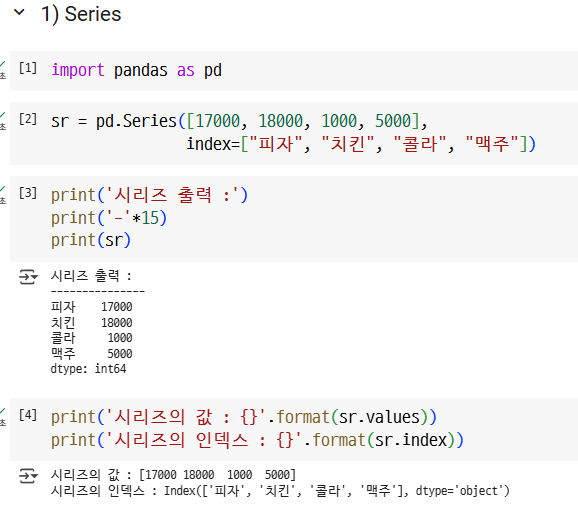 1) Series
[1] import pandas as pd
[2] sr = pd.Series([17000, 18000, 1000, 5000],
index=["피자", "치킨", "콜라", "맥주"])
[3] print('시리즈 출력 :')
print('-'*15)
print(sr)
시리즈 출력 :
---------------
피자    17000
치킨    18000
콜라     1000
맥주     5000
dtype: int64
[4] print('시리즈의 값 : {}'.format(sr.values))
print('시리즈의 인덱스 : {}'.format(sr.index))
시리즈의 값 : [17000 18000  1000  5000]
시리즈의 인덱스 : Index(['피자', '치킨', '콜라', '맥주'], dtype='object')